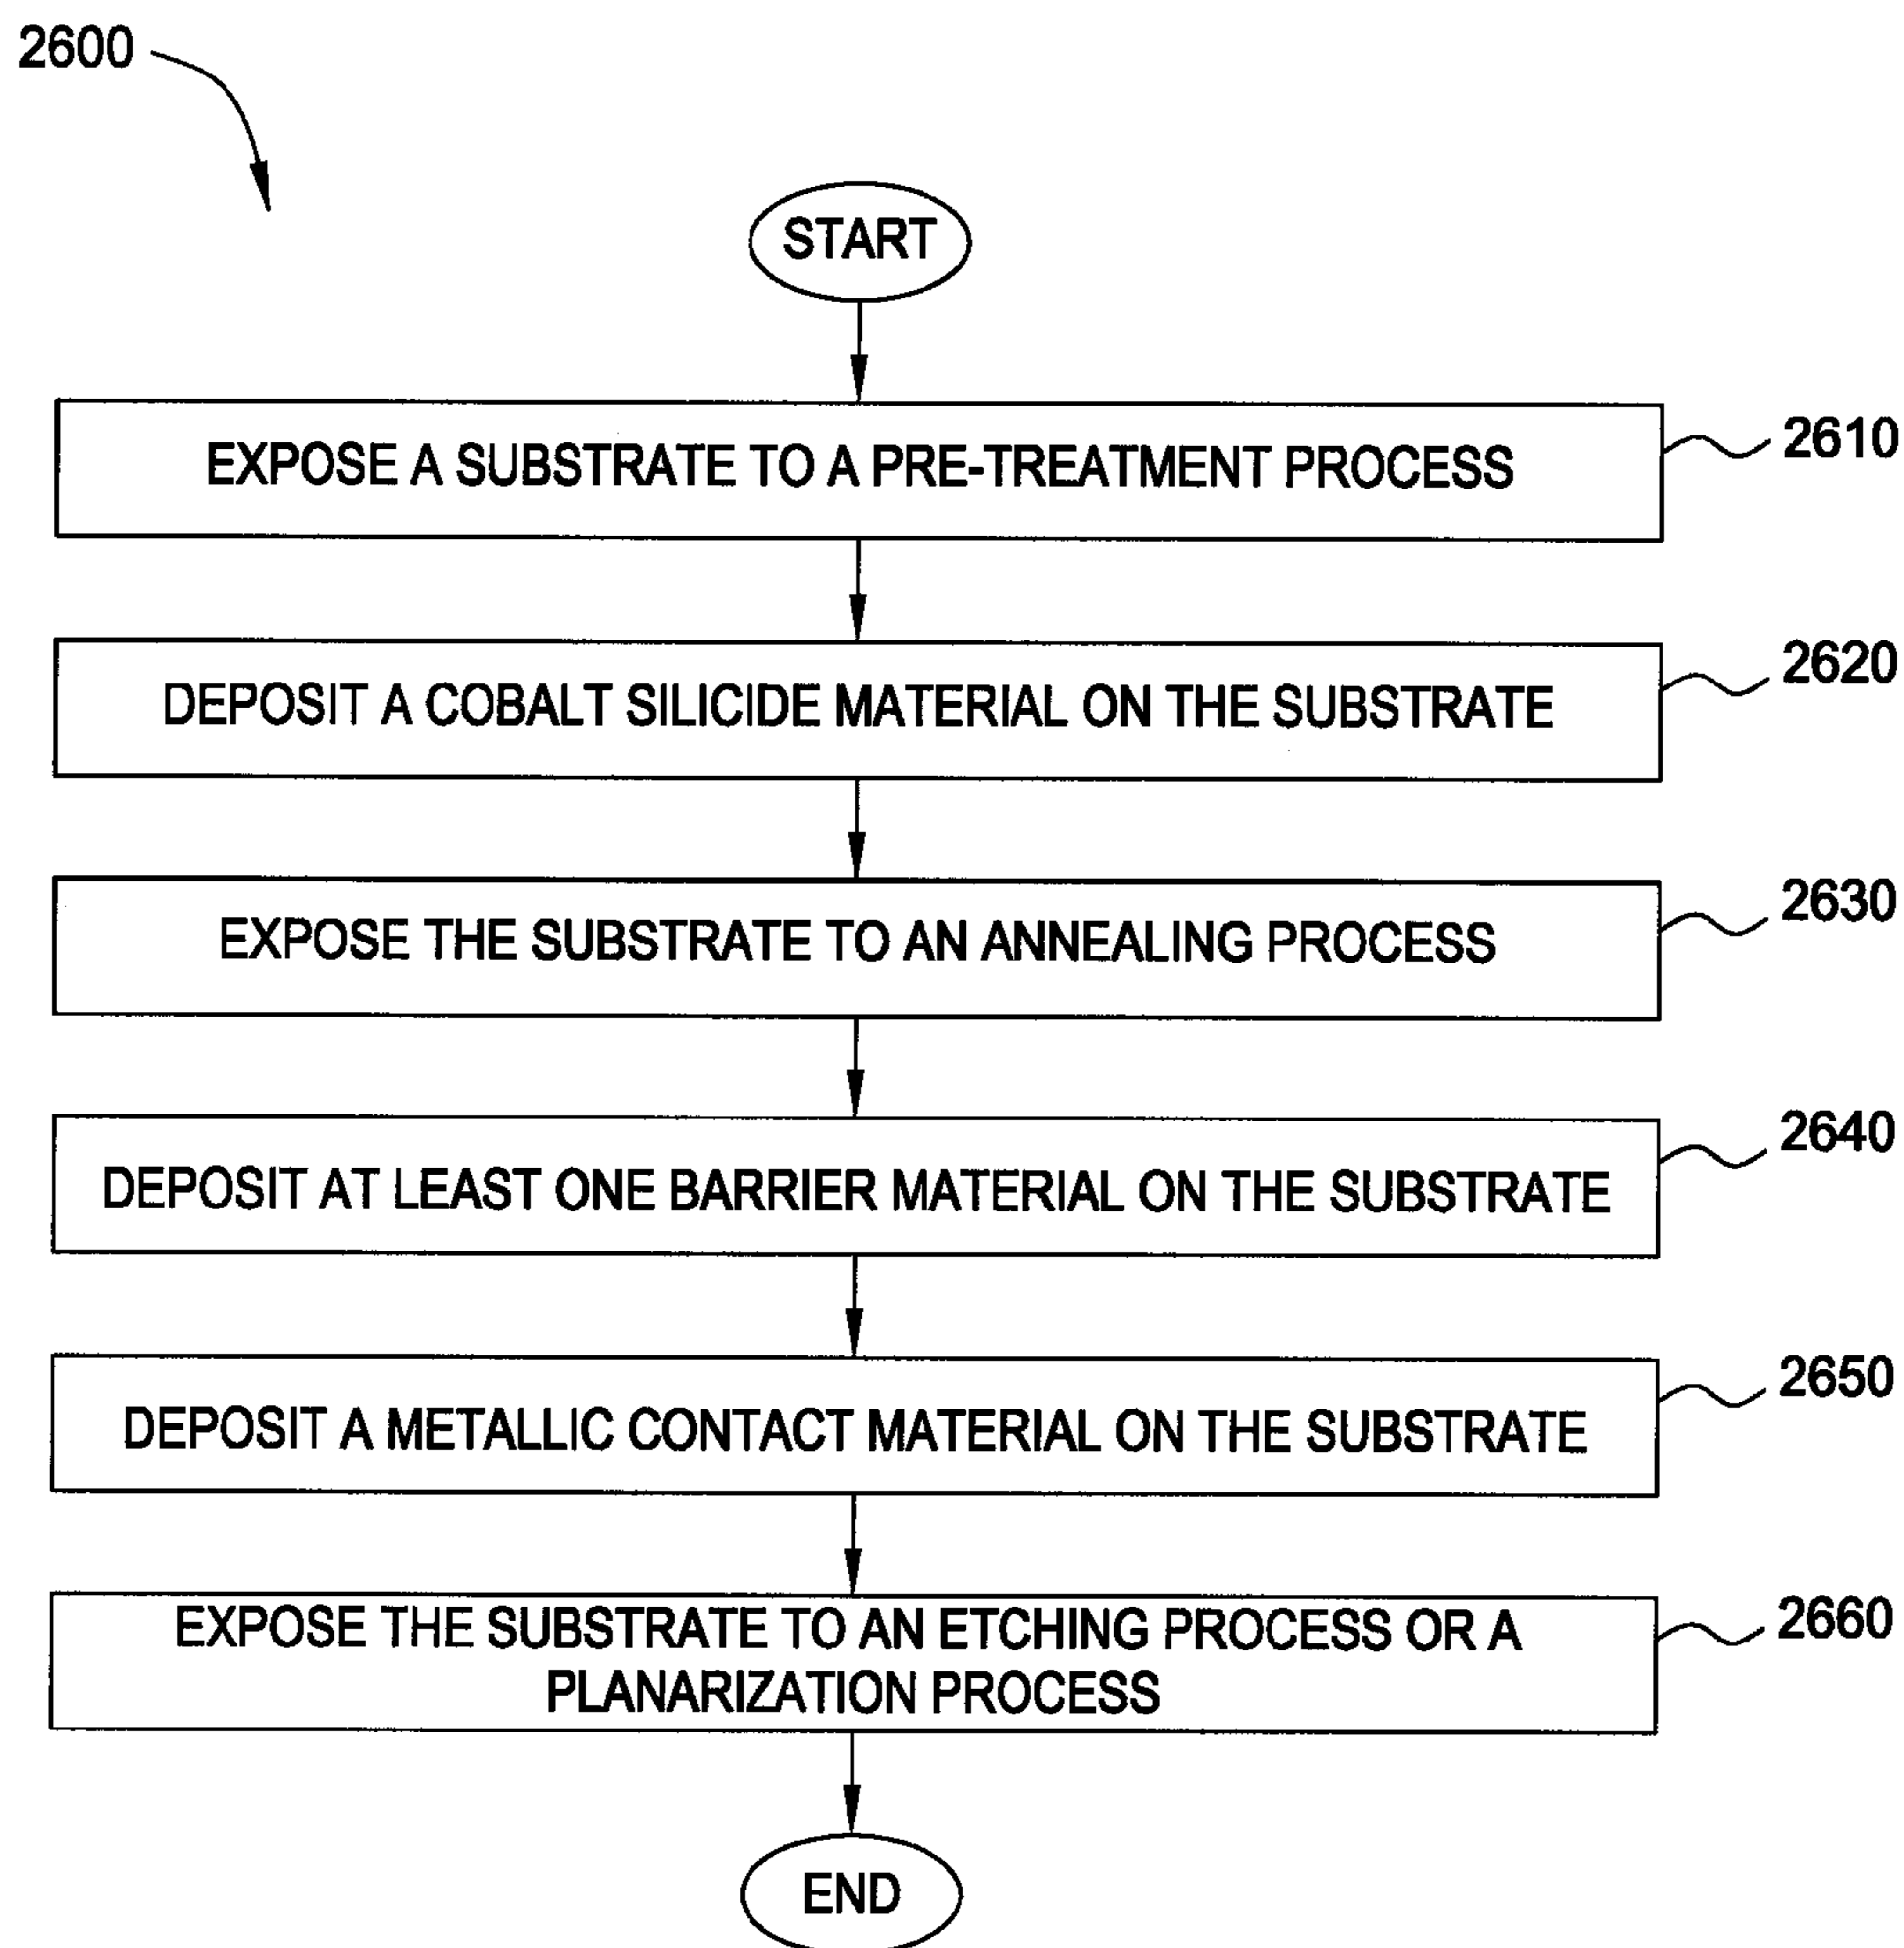 2600
START
EXPOSE A SUBSTRATE TO A PRE-TREATMENT PROCESS
2610
DEPOSIT A COBALT SILICIDE MATERIAL ON THE SUBSTRATE
2620
EXPOSE THE SUBSTRATE TO AN ANNEALING PROCESS
2630
DEPOSIT AT LEAST ONE BARRIER MATERIAL ON THE SUBSTRATE
2640
DEPOSIT A METALLIC CONTACT MATERIAL ON THE SUBSTRATE
2650
EXPOSE THE SUBSTRATE TO AN ETCHING PROCESS OR A
PLANARIZATION PROCESS
2660
END